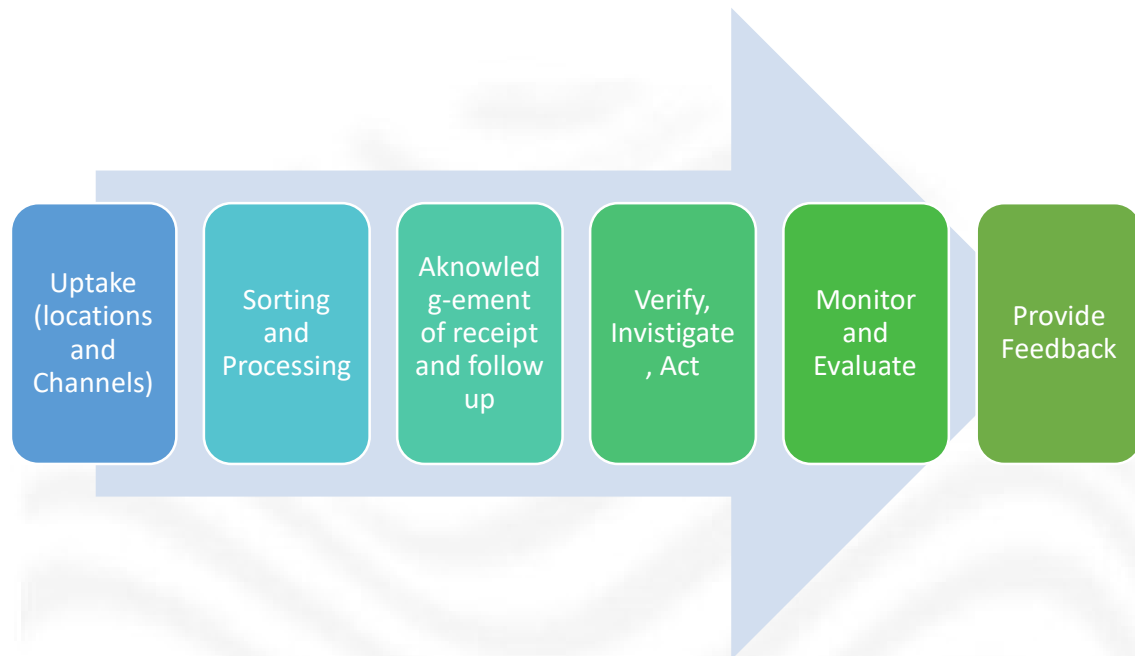 Uptake
(locations
and
Channels)
Sorting
and
Processing
Aknowled
g-ement
of receipt
and follow
up
Verify,
Invistigate
, Act
Monitor
and
Evaluate
Provide
Feedback